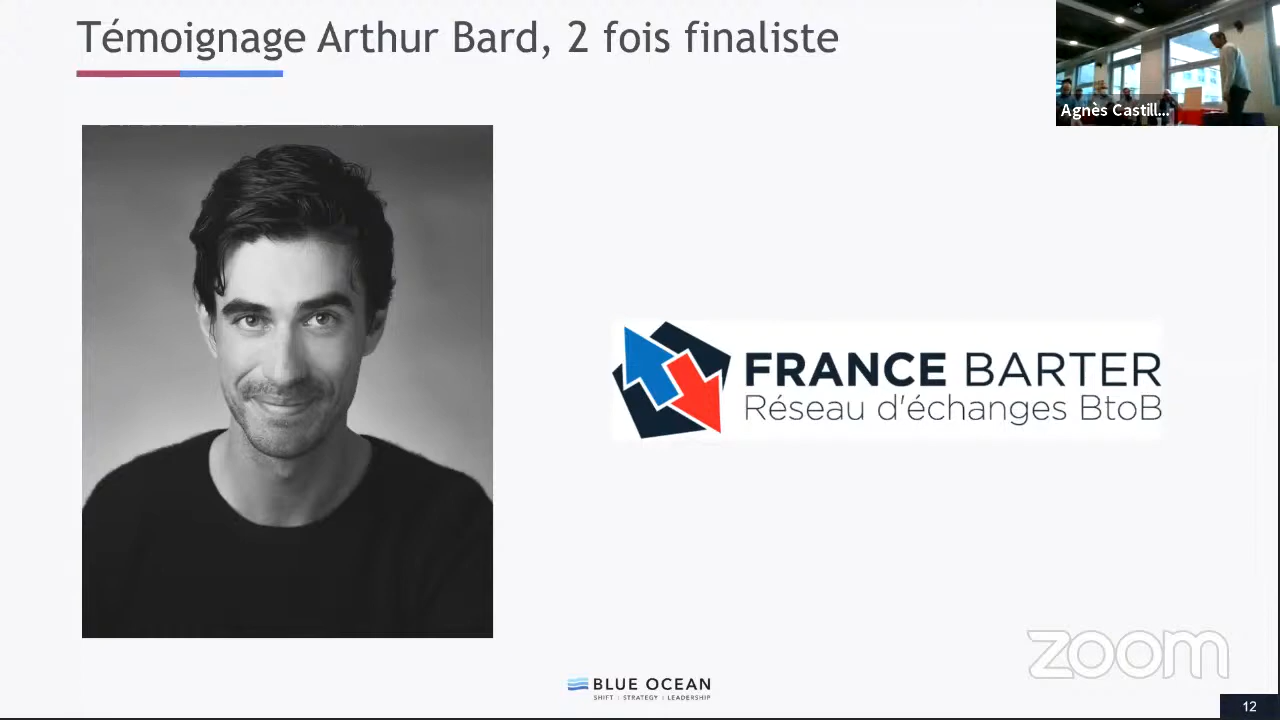 Témoignage Arthur Bard, 2 fois finaliste
Agnès Castill...
FRANCE BARTER
Réseau d'échanges BtoB
zoom
BLUE OCEAN
SHIFT | STRATEGY | LEADERSHIP
12